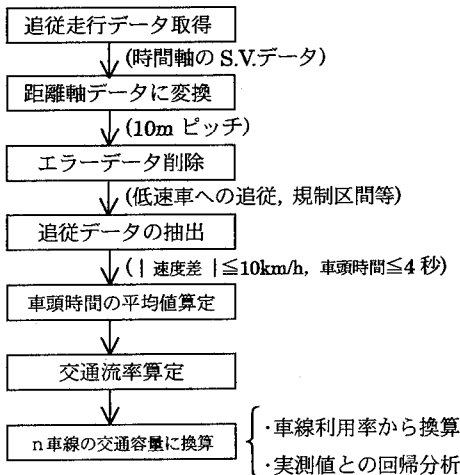 追従走行データ取得
(時間軸の S.V.データ)
距離軸データに変換
(10m ピッチ)
エラーデータ削除
(低速車への追従, 規制区間等)
追従データの抽出
(｜速度差｜≦10km/h, 車頭時間≦4 秒)
車頭時間の平均値算定
交通流率算定
n車線の交通容量に換算
・車線利用率から換算
・実測値との回帰分析